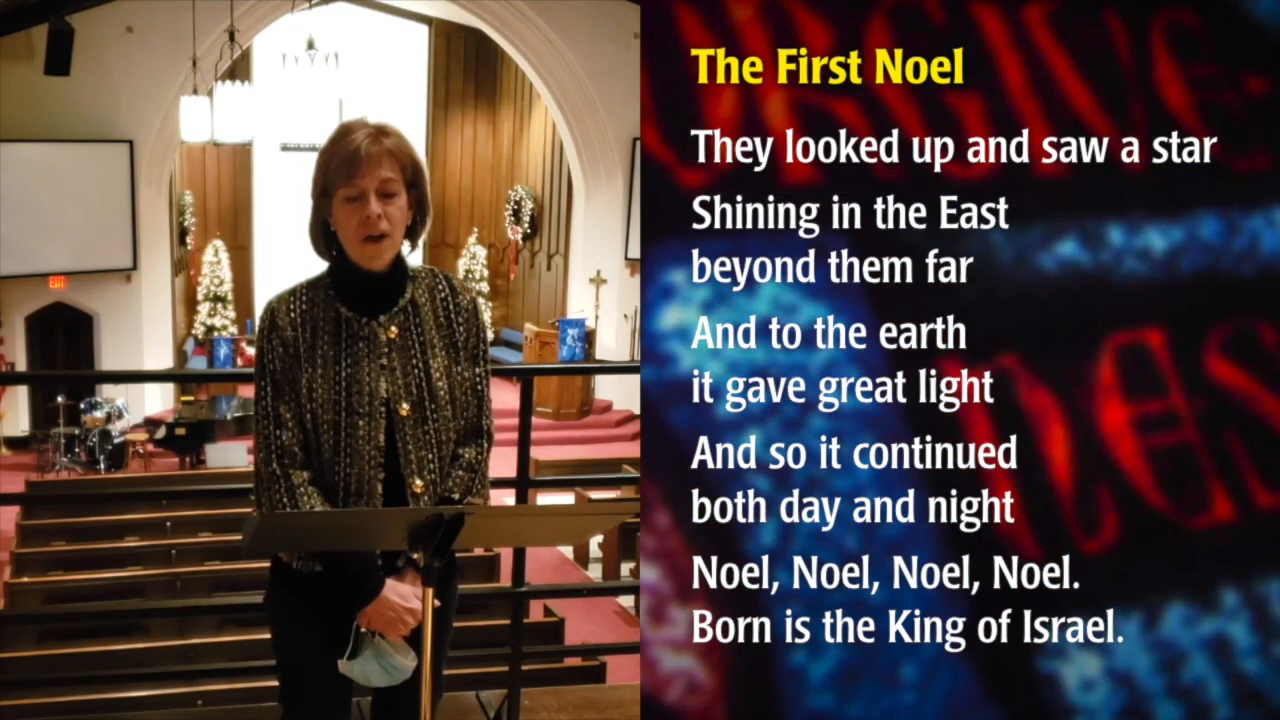 EXIT
The First Noel
They looked up and saw a star
Shining in the East
beyond them far
And to the earth
it gave great light
And so it continued
both day and night
Noel, Noel, Noel, Noel.
Born is the King of Israel.